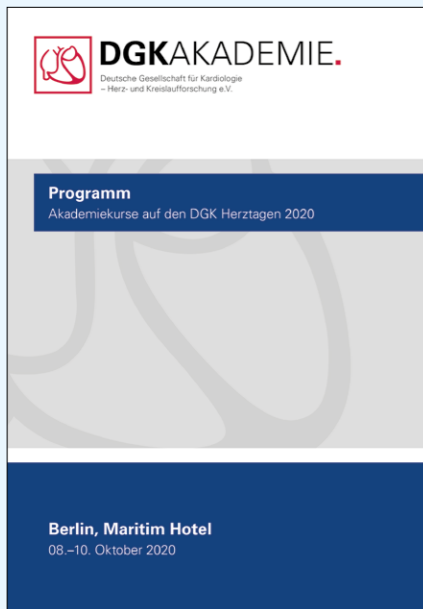 DGKAKADEMIE.
Deutsche Gesellschaft für Kardiologie
– Herz- und Kreislaufforschung e.V.
Programm
Akademiekurse auf den DGK Herztagen 2020
Berlin, Maritim Hotel
08.–10. Oktober 2020